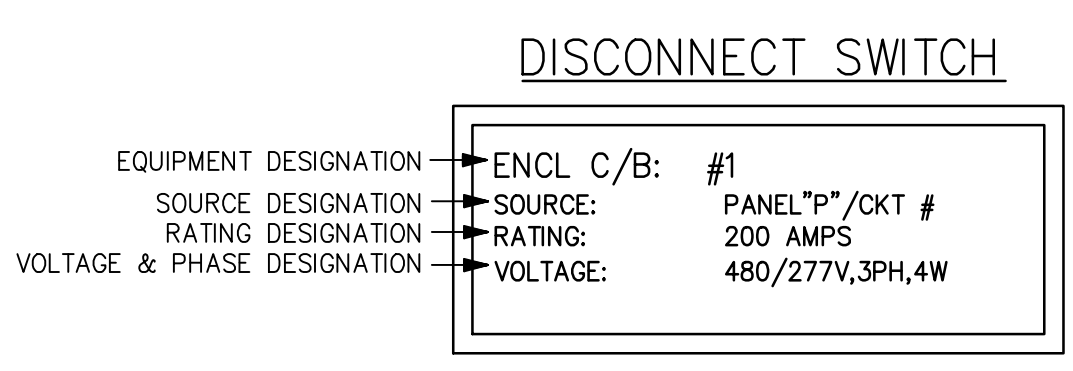 DISCONNECT SWITCH
EQUIPMENT DESIGNATION ENCL C/B: #1
SOURCE DESIGNATION SOURCE: PANEL"P"/CKT #
RATING DESIGNATION RATING: 200 AMPS
VOLTAGE & PHASE DESIGNATION VOLTAGE: 480/277V,3PH,4W